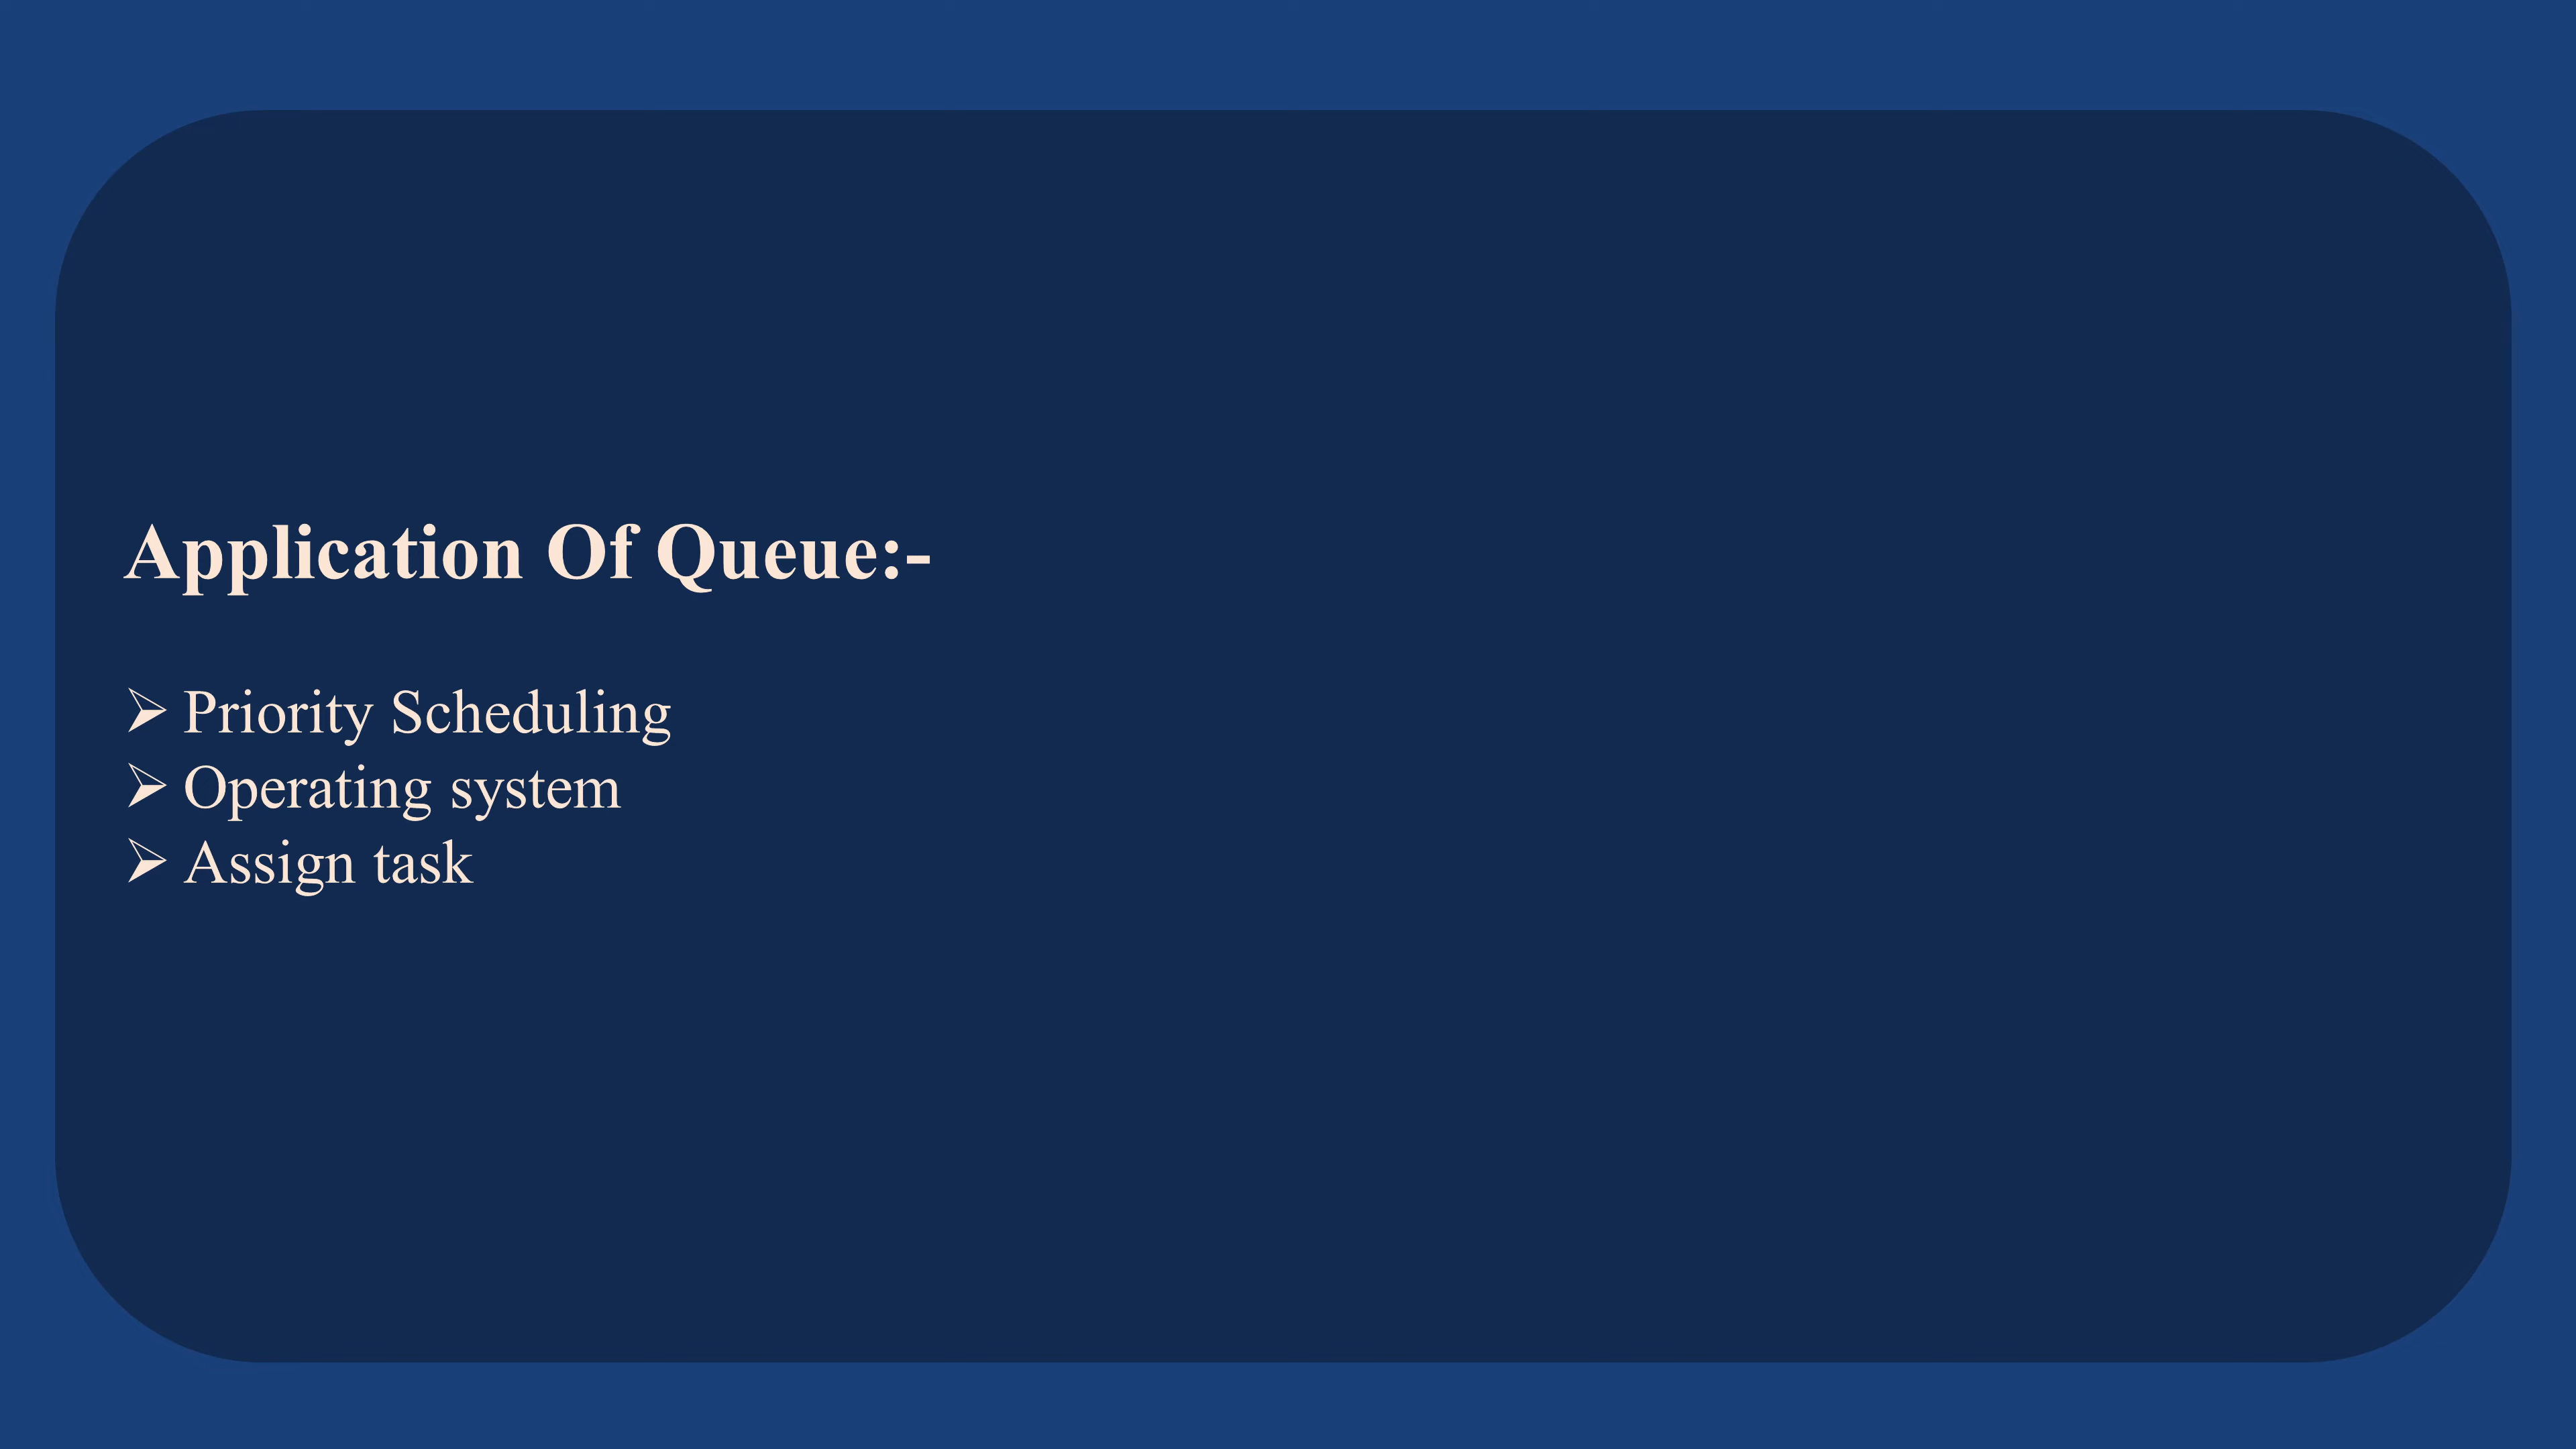 Application Of Queue:-
➢ Priority Scheduling
➢ Operating system
➢ Assign task